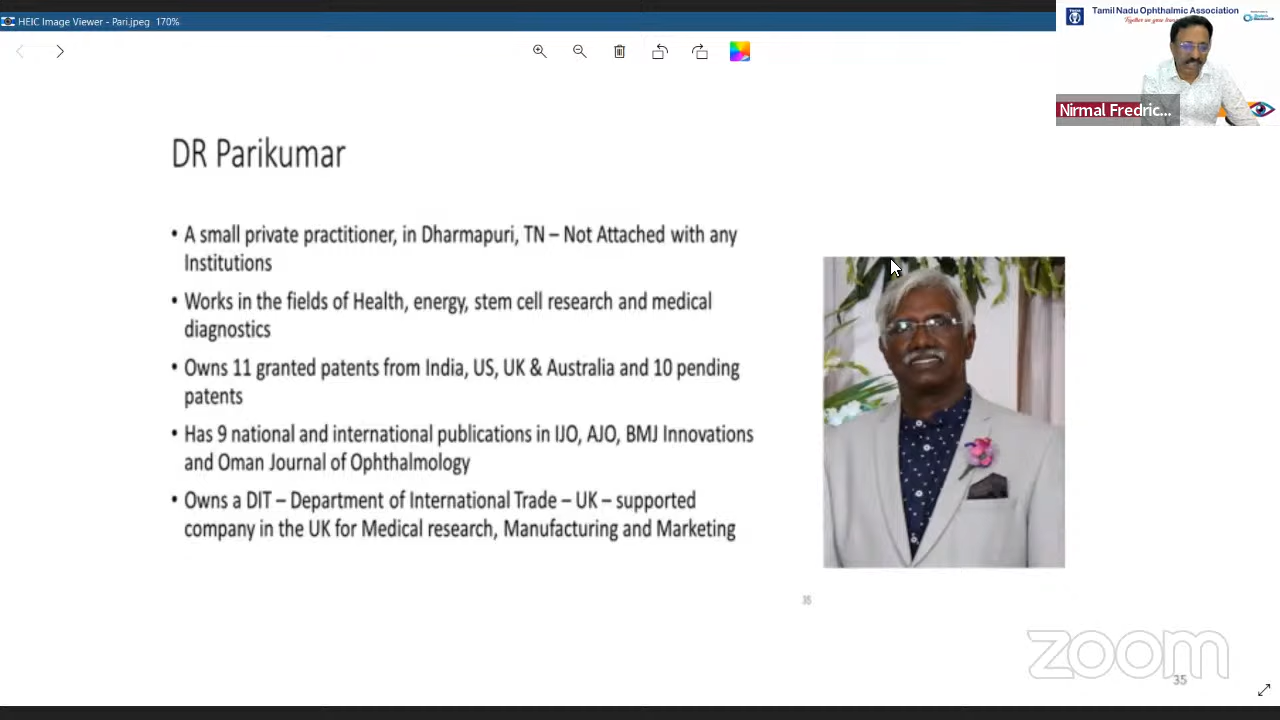 HEIC Image Viewer - Pari.jpeg 170%
Tamil Nadu Ophthalmic Association
Nirmal Fredric...
DR Parikumar
• A small private practitioner, in Dharmapuri, TN – Not Attached with any
Institutions
• Works in the fields of Health, energy, stem cell research and medical
diagnostics
• Owns 11 granted patents from India, US, UK & Australia and 10 pending
patents
• Has 9 national and international publications in IJO, AJO, BMJ Innovations
and Oman Journal of Ophthalmology
• Owns a DIT – Department of International Trade – UK – supported
company in the UK for Medical research, Manufacturing and Marketing
zoom
35